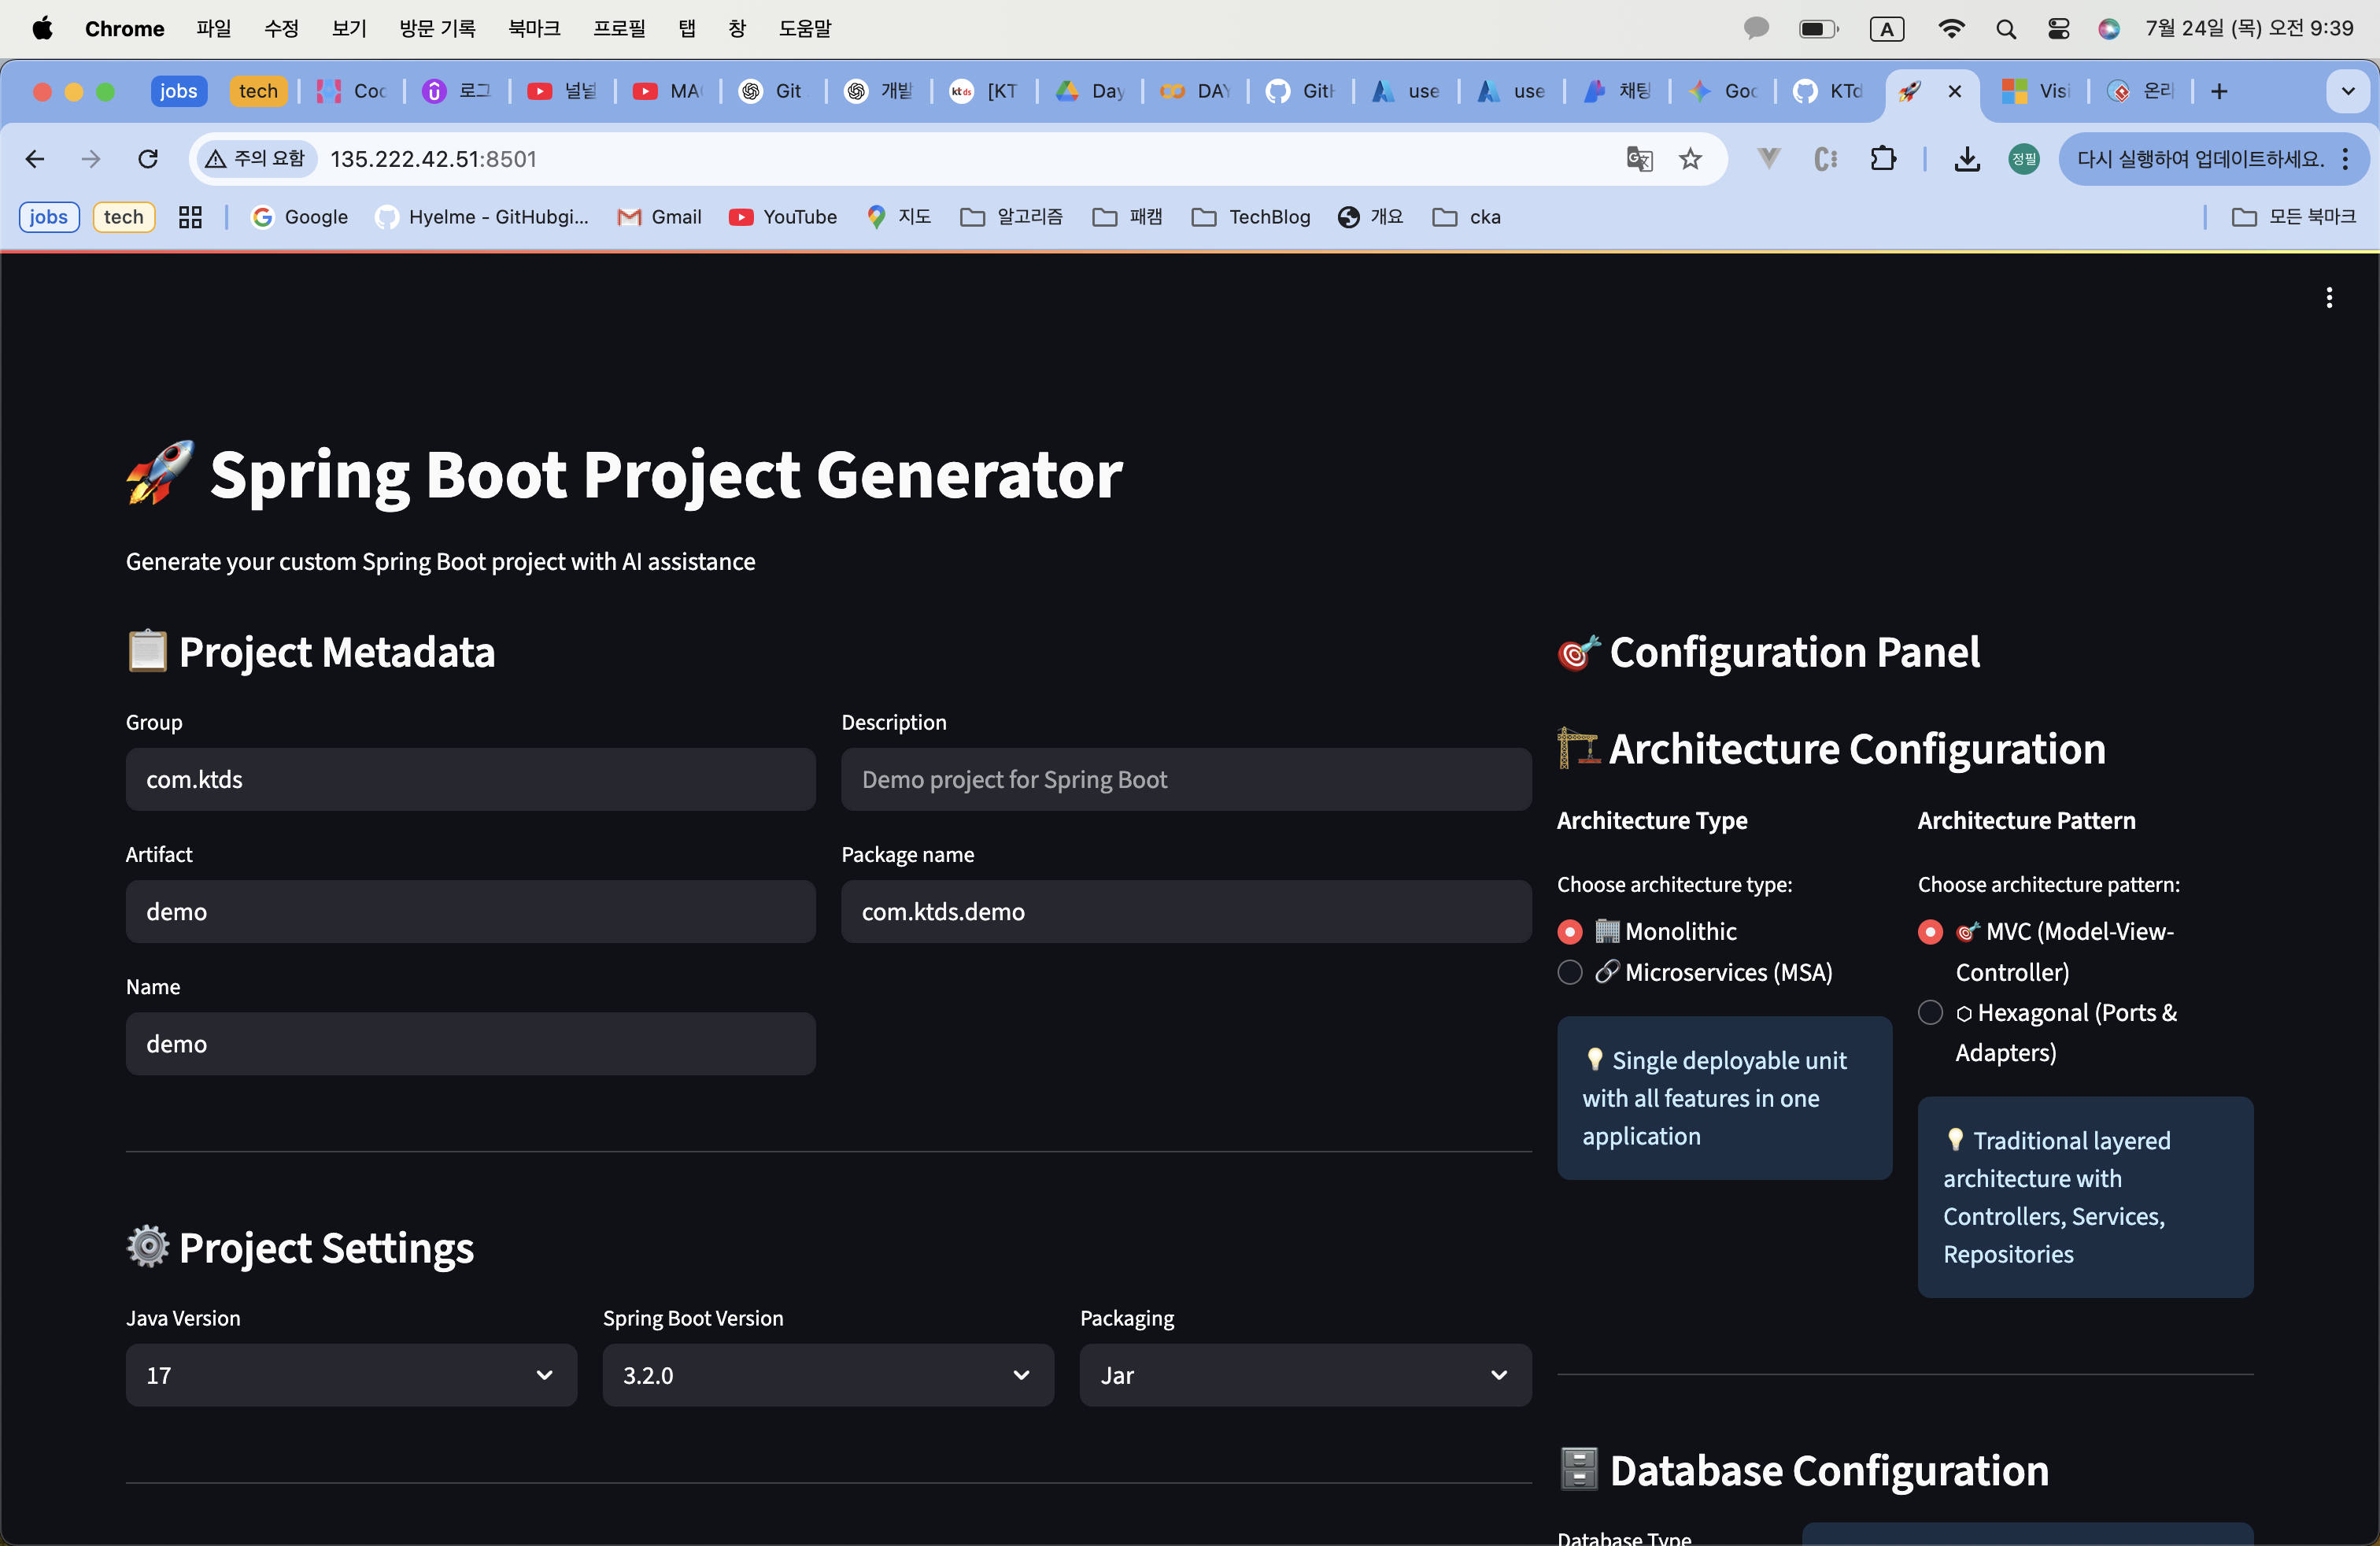 Chrome 파일 수정 보기 방문 기록 북마크 프로필 탭 창 도움말 A 7월 24일 (목) 오전 9:39
jobs tech Coc 로그 널널 MA Git 개발 kt ds [KT Day DAY GitH use use 채팅 Goo KTd Visi 온라
주의 요함 135.222.42.51:8501 정필 다시 실행하여 업데이트하세요.
jobs tech Google Hyelme - GitHubgi... Gmail YouTube 지도 알고리즘 패캠 TechBlog 개요 cka 모든 북마크
🚀 Spring Boot Project Generator
Generate your custom Spring Boot project with AI assistance
📋 Project Metadata
Group
com.ktds
Description
Demo project for Spring Boot
Artifact
demo
Package name
com.ktds.demo
Name
demo
⚙️ Project Settings
Java Version
17
Spring Boot Version
3.2.0
Packaging
Jar
🎯 Configuration Panel
🏗️ Architecture Configuration
Architecture Type
Choose architecture type:
🏢 Monolithic
🔗 Microservices (MSA)
💡 Single deployable unit
with all features in one
application
Architecture Pattern
Choose architecture pattern:
🎯 MVC (Model-View-
Controller)
⬡ Hexagonal (Ports &
Adapters)
💡 Traditional layered
architecture with
Controllers, Services,
Repositories
🗄️ Database Configuration
Database Type